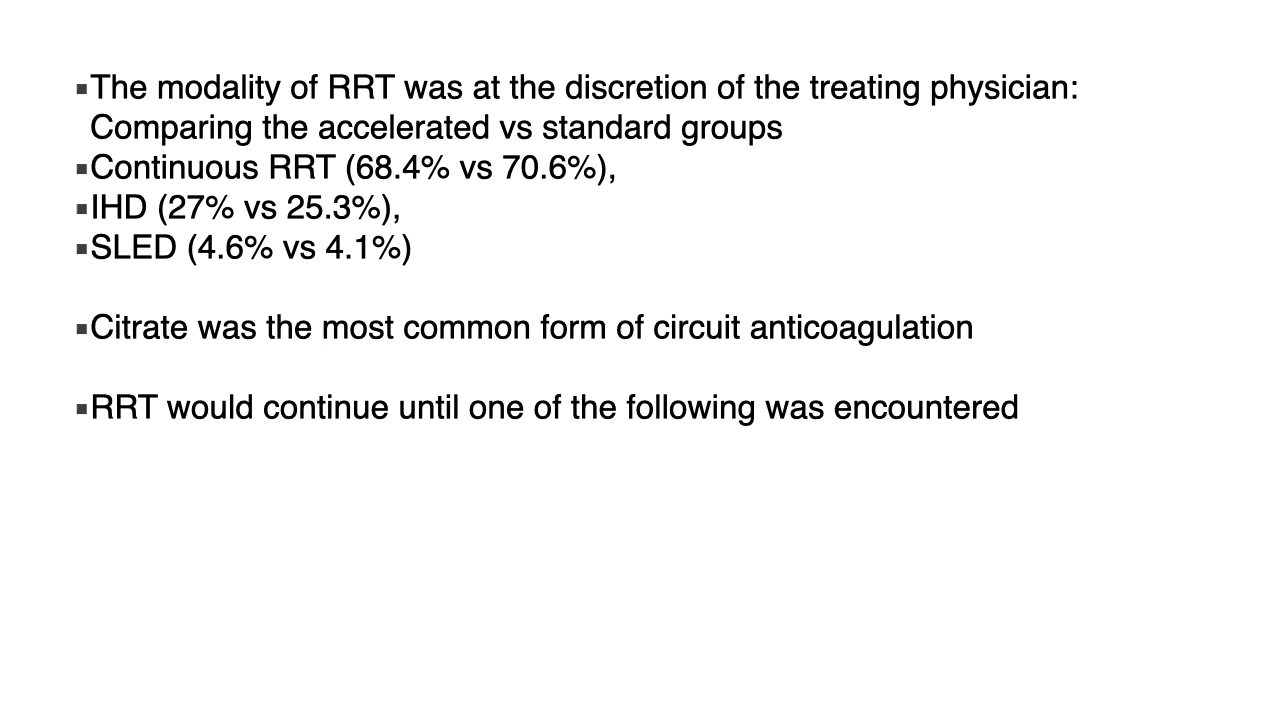 ▪The modality of RRT was at the discretion of the treating physician:
Comparing the accelerated vs standard groups
▪Continuous RRT (68.4% vs 70.6%),
▪IHD (27% vs 25.3%),
▪SLED (4.6% vs 4.1%)
▪Citrate was the most common form of circuit anticoagulation
▪RRT would continue until one of the following was encountered